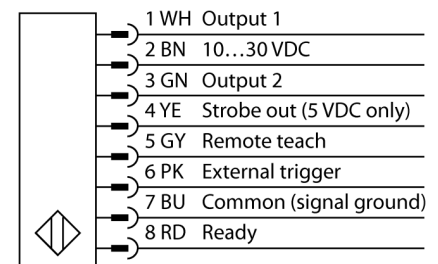 1 WH Output 1
2 BN 10...30 VDC
3 GN Output 2
4 YE Strobe out (5 VDC only)
5 GY Remote teach
6 PK External trigger
7 BU Common (signal ground)
8 RD Ready